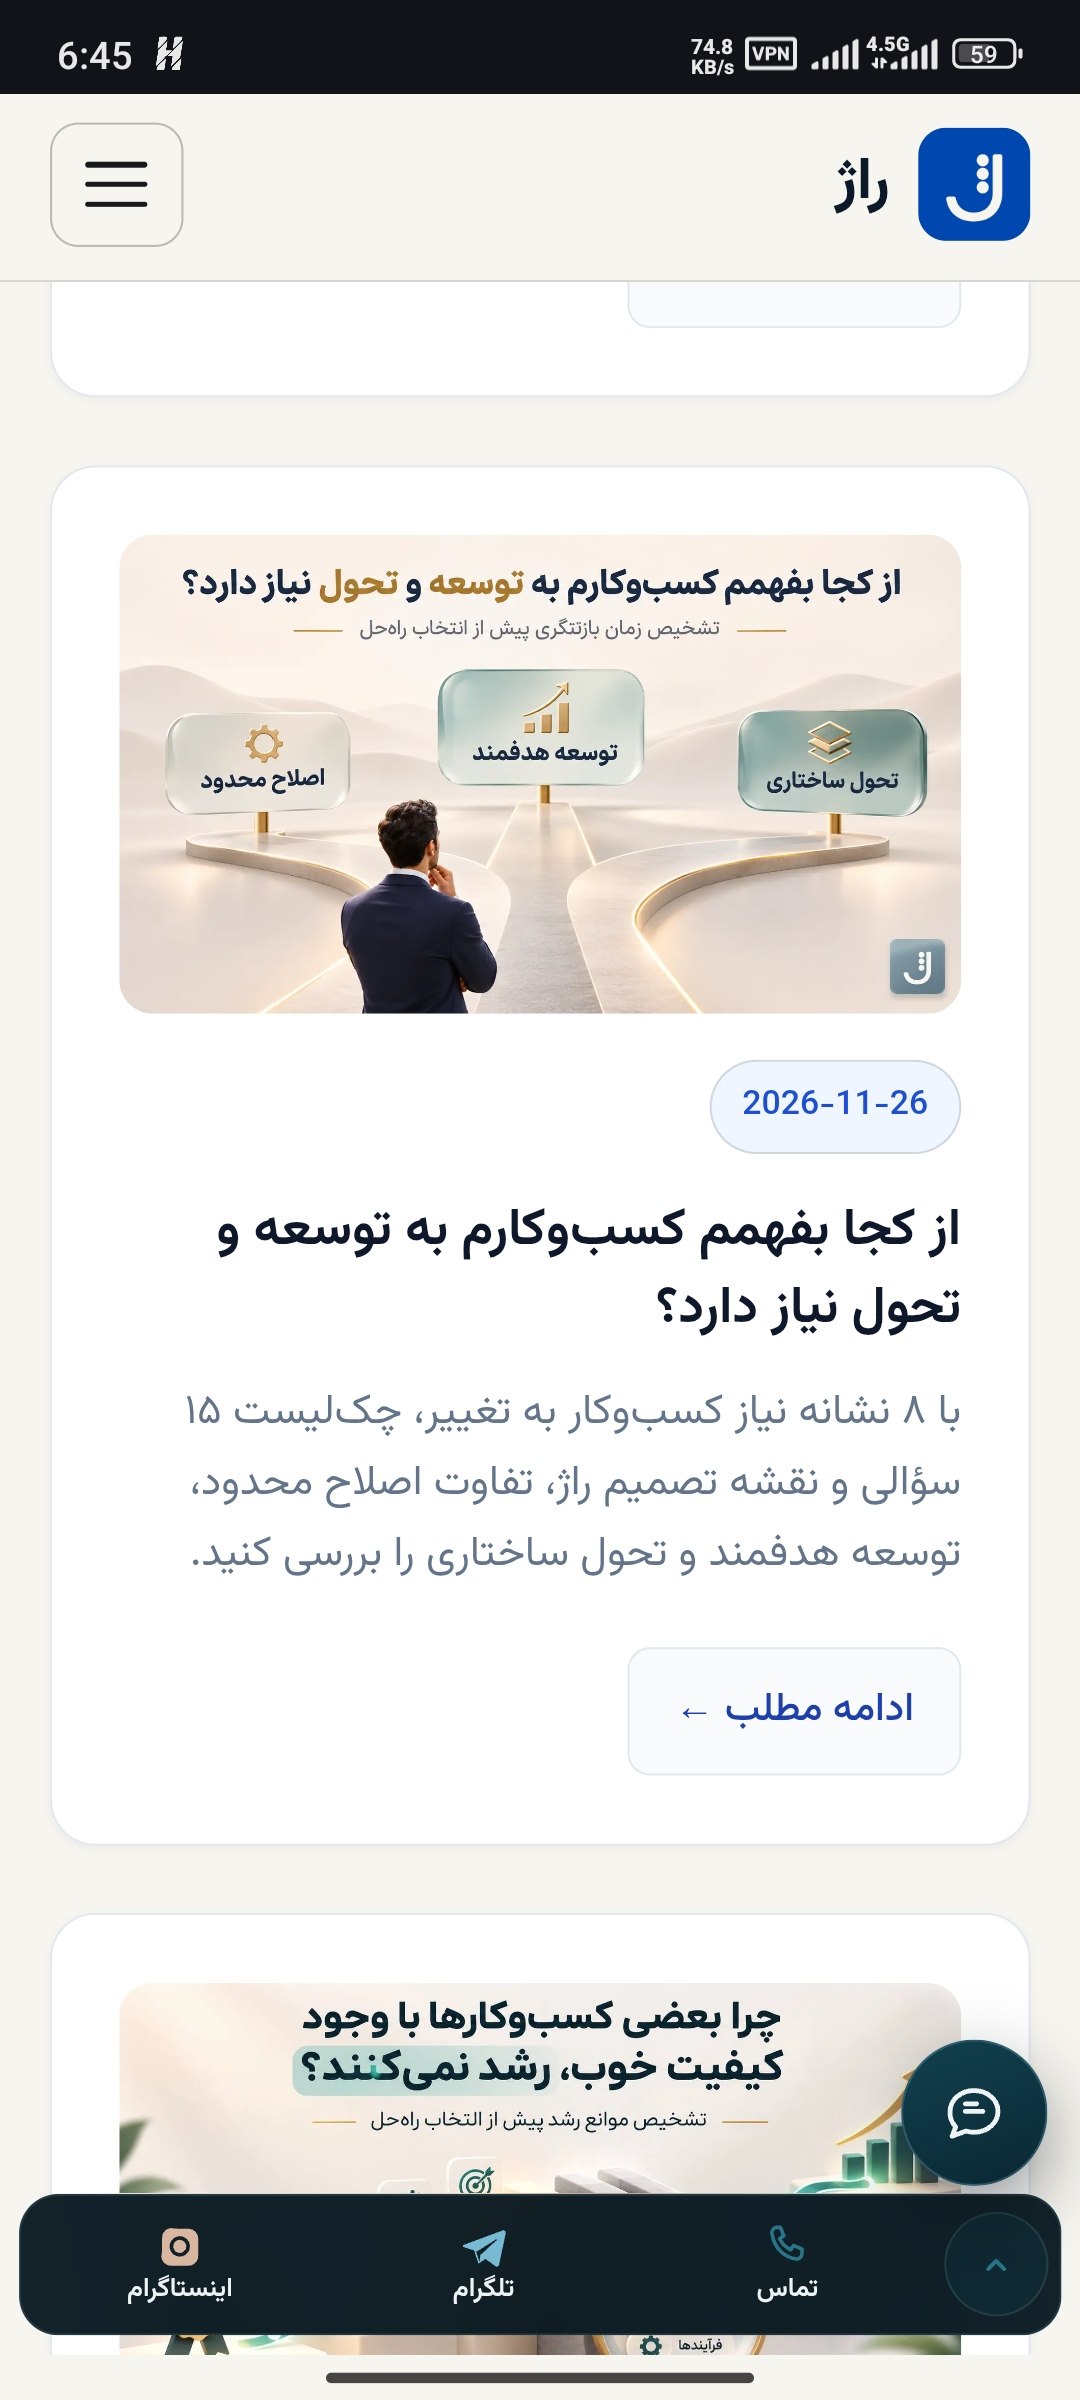 6:45
74.8 KB/s
VPN
4.5G
59
راژ
از کجا بفهمم کسب‌وکارم به توسعه و تحول نیاز دارد؟
تشخیص زمان بازتنگری پیش از انتخاب راه‌حل
تحول ساختاری
توسعه هدفمند
اصلاح محدود
2026-11-26
از کجا بفهمم کسب‌وکارم به توسعه و
تحول نیاز دارد؟
با ۸ نشانه نیاز کسب‌وکار به تغییر، چک‌لیست ۱۵
سؤالی و نقشه تصمیم راژ، تفاوت اصلاح محدود،
توسعه هدفمند و تحول ساختاری را بررسی کنید.
ادامه مطلب ←
چرا بعضی کسب‌وکارها با وجود
کیفیت خوب، رشد نمی‌کنند؟
تشخیص موانع رشد پیش از التخاب راه‌حل
تماس
تلگرام
اینستاگرام
فرآیندها